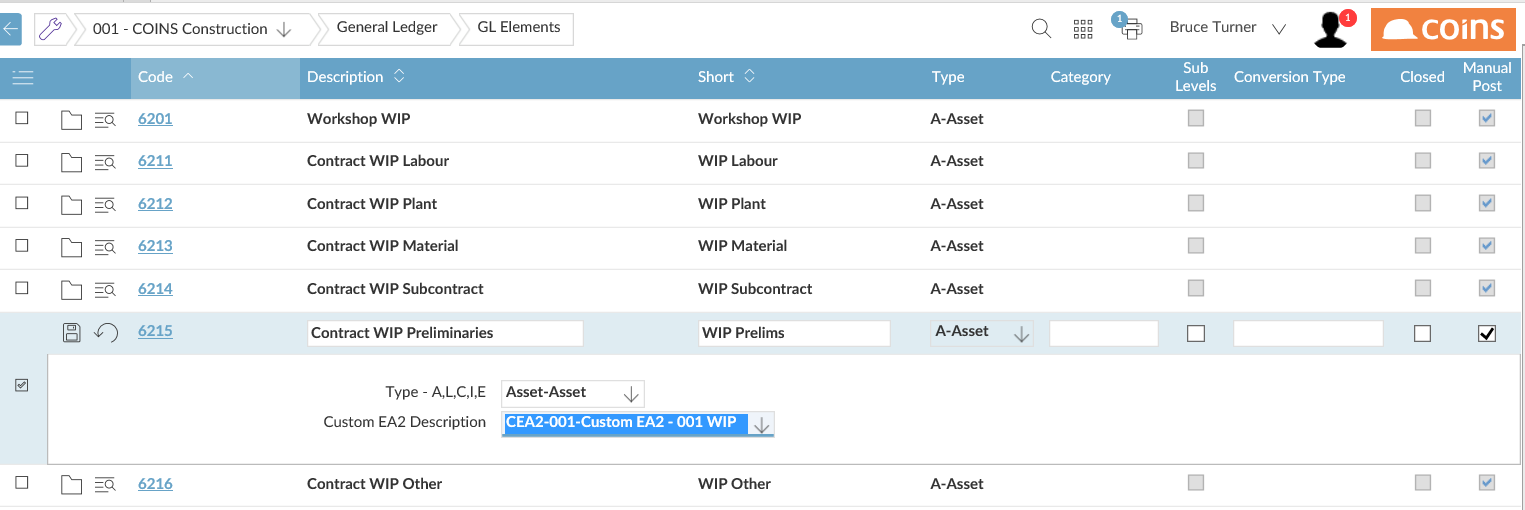 001 - COINS Construction General Ledger GL Elements 1 Bruce Turner 1 coins
Code Description Short Type Category Sub Levels Conversion Type Closed Manual Post
6201 Workshop WIP Workshop WIP A-Asset
6211 Contract WIP Labour WIP Labour A-Asset
6212 Contract WIP Plant WIP Plant A-Asset
6213 Contract WIP Material WIP Material A-Asset
6214 Contract WIP Subcontract WIP Subcontract A-Asset
6215 Contract WIP Preliminaries WIP Prelims A-Asset
Type - A,L,C,I,E Asset-Asset
Custom EA2 Description CEA2-001-Custom EA2 - 001 WIP
6216 Contract WIP Other WIP Other A-Asset